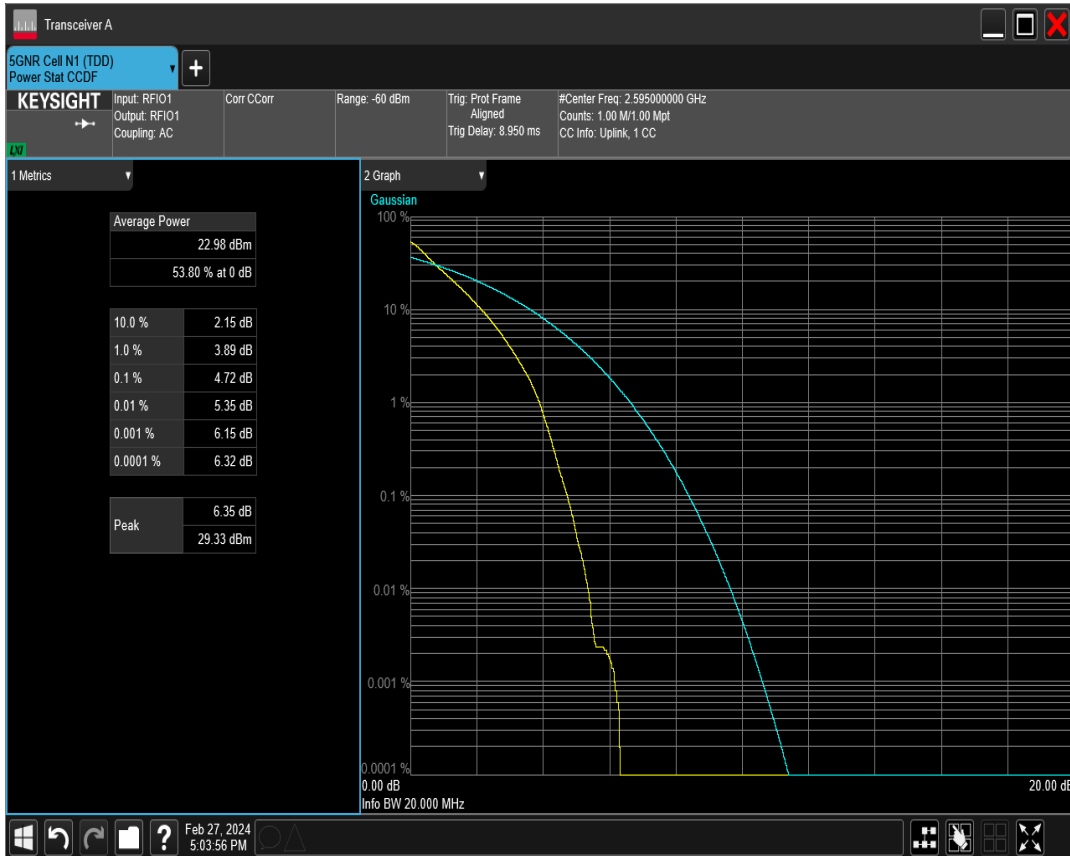 Transceiver A
5GNR Cell N1 (TDD)
Power Stat CCDF
KEYSIGHT
LXI
Input: RFIO1
Output: RFIO1
Coupling: AC
Corr CCorr
Range: -60 dBm
Trig: Prot Frame
Aligned
Trig Delay: 8.950 ms
#Center Freq: 2.595000000 GHz
Counts: 1.00 M/1.00 Mpt
CC Info: Uplink, 1 CC
1 Metrics
Average Power
22.98 dBm
53.80 % at 0 dB
10.0 % 2.15 dB
1.0 % 3.89 dB
0.1 % 4.72 dB
0.01 % 5.35 dB
0.001 % 6.15 dB
0.0001 % 6.32 dB
Peak
6.35 dB
29.33 dBm
2 Graph
Gaussian
100 %
10 %
1 %
0.1 %
0.01 %
0.001 %
0.0001 %
0.00 dB 20.00 dB
Info BW 20.000 MHz
?
Feb 27, 2024
5:03:56 PM